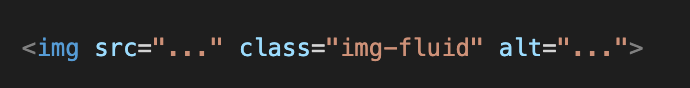 <img src="..." class="img-fluid" alt="...">